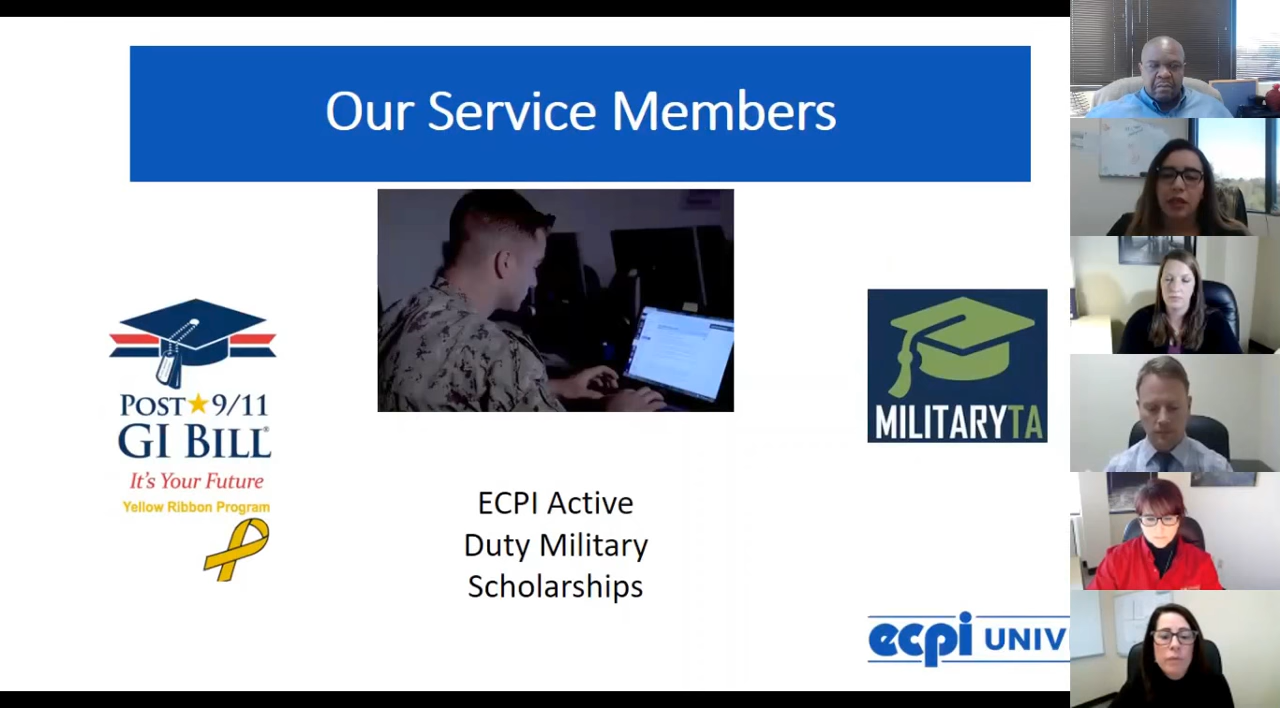 Our Service Members
POST★9/11
GI BILL®
It's Your Future
Yellow Ribbon Program
ECPI Active
Duty Military
Scholarships
MILITARYTA
ecpi UNIV